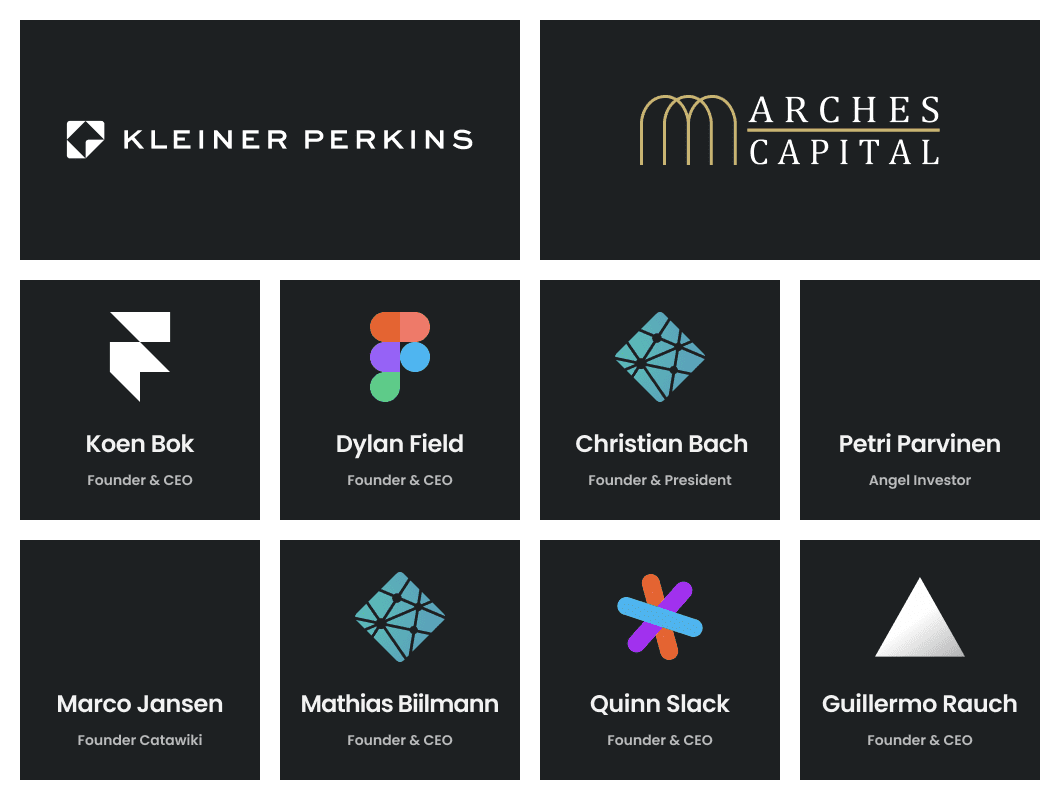 KLEINER PERKINS
ARCHES
CAPITAL
Koen Bok
Founder & CEO
Dylan Field
Founder & CEO
Christian Bach
Founder & President
Petri Parvinen
Angel Investor
Marco Jansen
Founder Catawiki
Mathias Biilmann
Founder & CEO
Quinn Slack
Founder & CEO
Guillermo Rauch
Founder & CEO